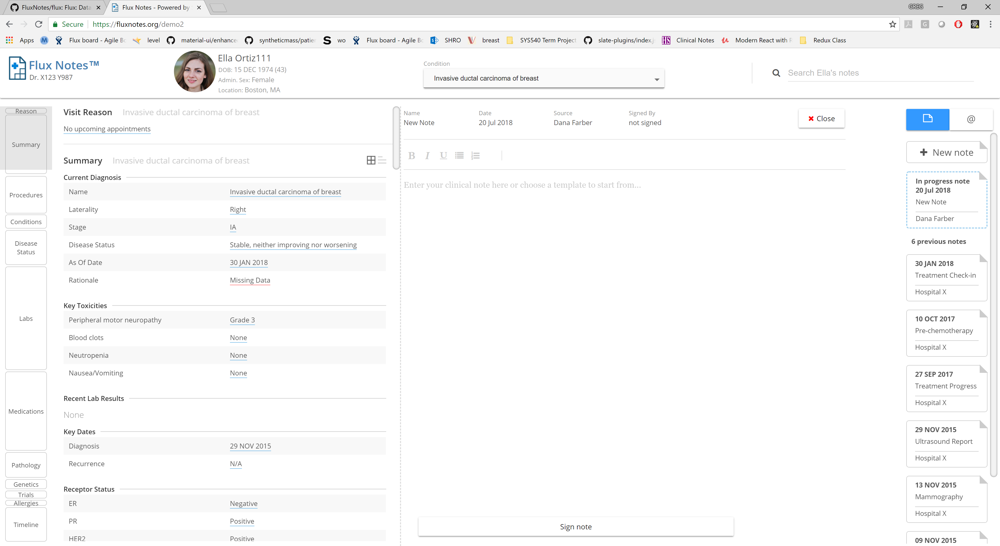 FluxNotes/flux: Flux: Data
Flux Notes - Powered by
GREG
Secure
https://fluxnotes.org/demo2
Apps
Flux board - Agile Bo
level
material-ui/enhance
syntheticmass/patie
wo
Flux board - Agile Bo
SHRO
breast
SYS540 Term Project
slate-plugins/index.js
Clinical Notes
Modern React with R
Redux Class
Flux Notes™
Dr. X123 Y987
Ella Ortiz111
DOB: 15 DEC 1974 (43)
Admin. Sex: Female
Location: Boston, MA
Condition
Invasive ductal carcinoma of breast
Search Ella's notes
Reason
Summary
Procedures
Conditions
Disease
Status
Labs
Medications
Pathology
Genetics
Trials
Allergies
Timeline
Visit Reason Invasive ductal carcinoma of breast
No upcoming appointments
Summary Invasive ductal carcinoma of breast
Current Diagnosis
Name Invasive ductal carcinoma of breast
Laterality Right
Stage IA
Disease Status Stable, neither improving nor worsening
As Of Date 30 JAN 2018
Rationale Missing Data
Key Toxicities
Peripheral motor neuropathy Grade 3
Blood clots None
Neutropenia None
Nausea/Vomiting None
Recent Lab Results
None
Key Dates
Diagnosis 29 NOV 2015
Recurrence N/A
Receptor Status
ER Negative
PR Positive
HER2 Positive
Name Date Source Signed By
New Note 20 Jul 2018 Dana Farber not signed
Close
B I U
Enter your clinical note here or choose a template to start from...
Sign note
@
New note
In progress note
20 Jul 2018
New Note
Dana Farber
6 previous notes
30 JAN 2018
Treatment Check-in
Hospital X
10 OCT 2017
Pre-chemotherapy
Hospital X
27 SEP 2017
Treatment Progress
Hospital X
29 NOV 2015
Ultrasound Report
Hospital X
13 NOV 2015
Mammography
Hospital X
09 NOV 2015